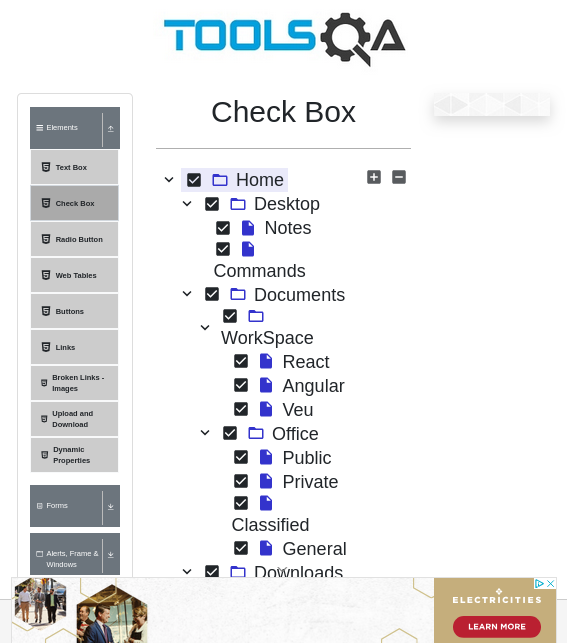 TOOLSQA
Check Box
Elements
Text Box
Check Box
Radio Button
Web Tables
Buttons
Links
Broken Links -
Images
Upload and
Download
Dynamic
Properties
Forms
Alerts, Frame &
Windows
Home
Desktop
Notes
Commands
Documents
WorkSpace
React
Angular
Veu
Office
Public
Private
Classified
General
Downloads
ELECTRICITIES
LEARN MORE